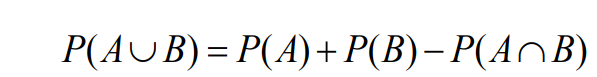 P(A∪B) = P(A) + P(B) − P(A∩B)